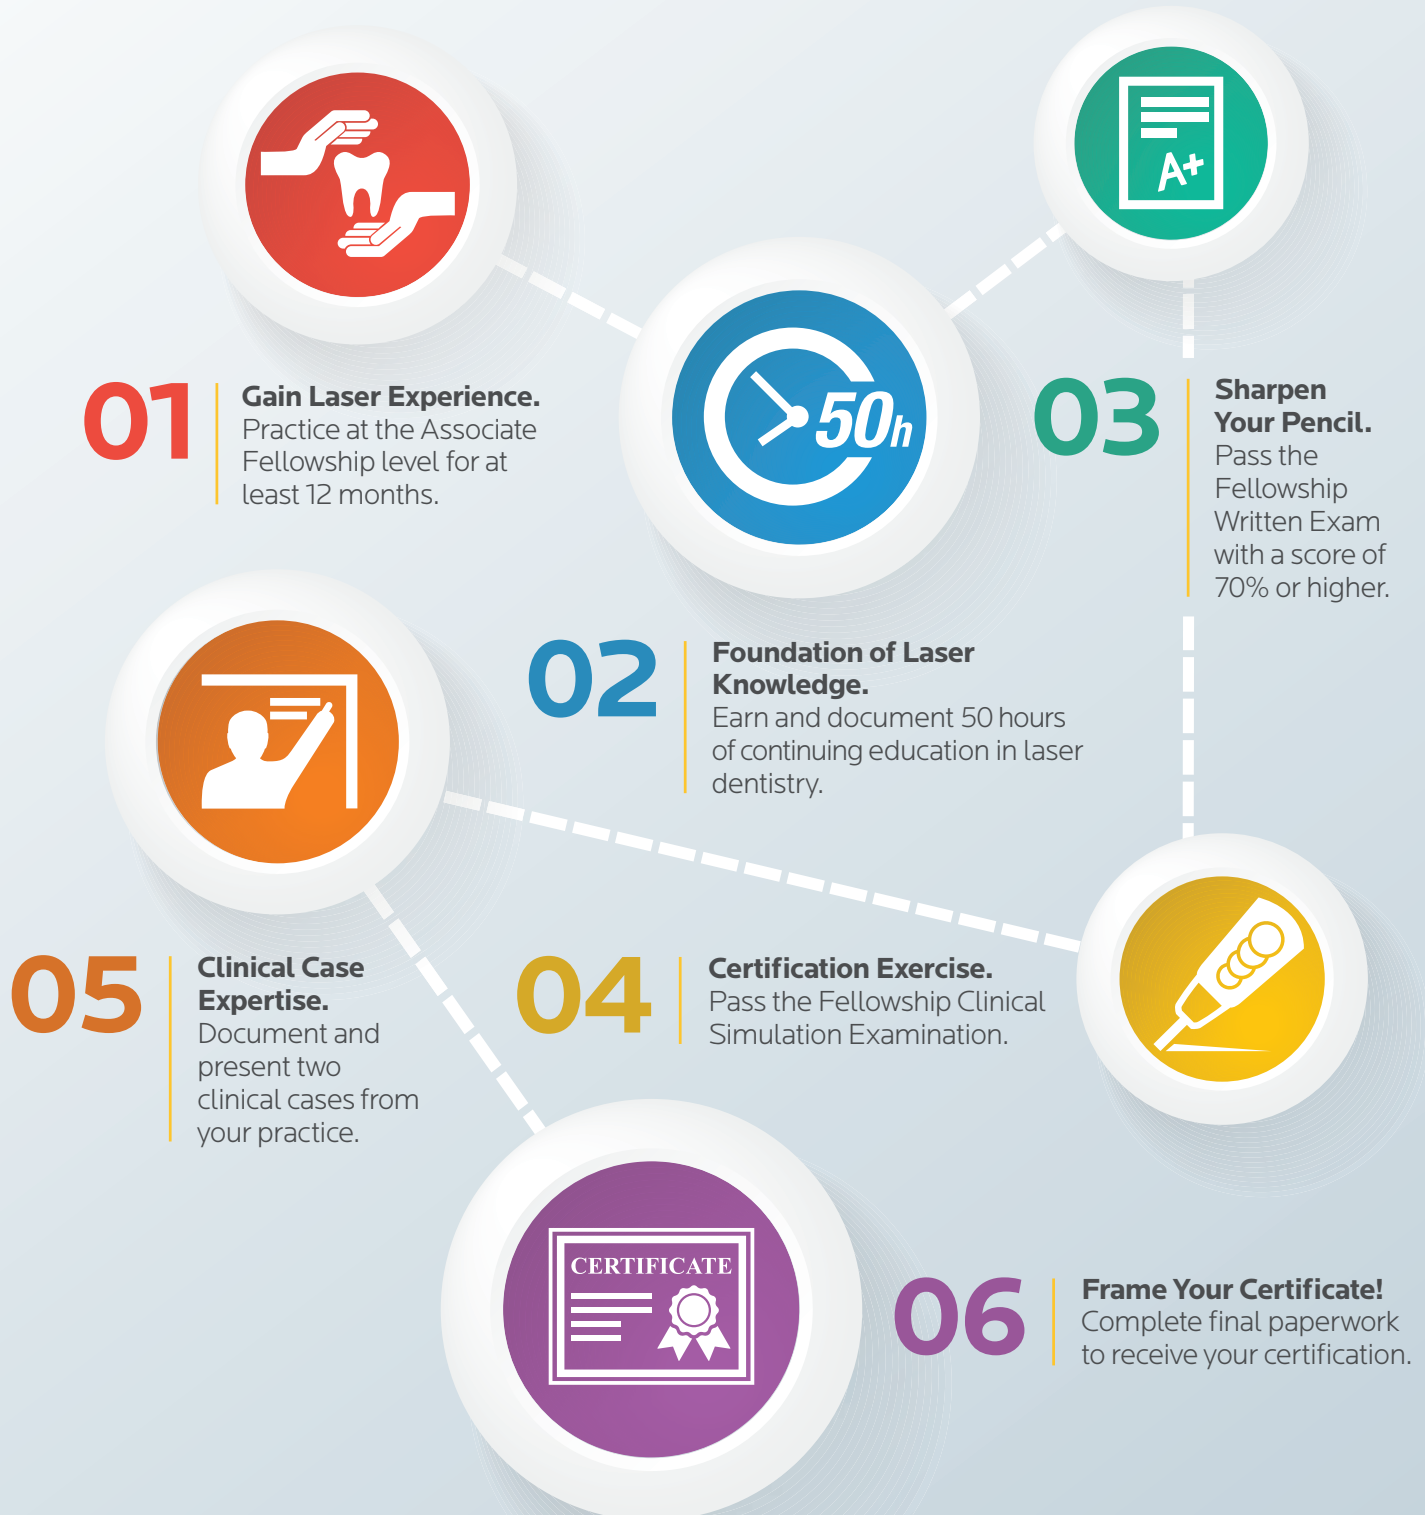 01
Gain Laser Experience.
Practice at the Associate
Fellowship level for at
least 12 months.
50h
02
Foundation of Laser
Knowledge.
Earn and document 50 hours
of continuing education in laser
dentistry.
A+
03
Sharpen
Your Pencil.
Pass the
Fellowship
Written Exam
with a score of
70% or higher.
04
Certification Exercise.
Pass the Fellowship Clinical
Simulation Examination.
05
Clinical Case
Expertise.
Document and
present two
clinical cases from
your practice.
CERTIFICATE
06
Frame Your Certificate!
Complete final paperwork
to receive your certification.